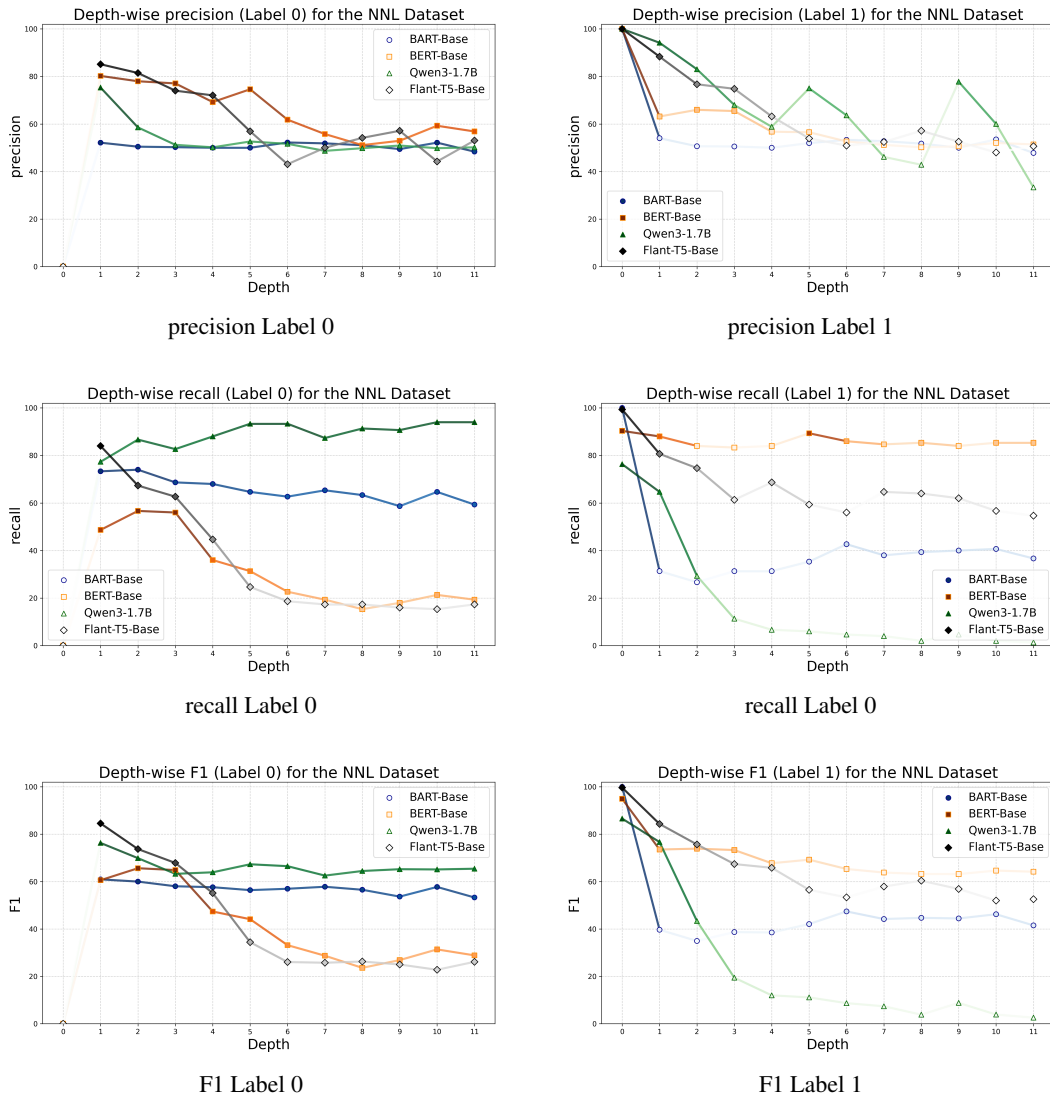 Depth-wise precision (Label 0) for the NNL Dataset
100
80
60
40
20
0
precision
BART-Base
BERT-Base
Qwen3-1.7B
Flant-T5-Base
0 1 2 3 4 5 6 7 8 9 10 11
Depth
precision Label 0
Depth-wise precision (Label 1) for the NNL Dataset
100
80
60
40
20
0
precision
BART-Base
BERT-Base
Qwen3-1.7B
Flant-T5-Base
0 1 2 3 4 5 6 7 8 9 10 11
Depth
precision Label 1
Depth-wise recall (Label 0) for the NNL Dataset
100
80
60
40
20
0
recall
BART-Base
BERT-Base
Qwen3-1.7B
Flant-T5-Base
0 1 2 3 4 5 6 7 8 9 10 11
Depth
recall Label 0
Depth-wise recall (Label 1) for the NNL Dataset
100
80
60
40
20
0
recall
BART-Base
BERT-Base
Qwen3-1.7B
Flant-T5-Base
0 1 2 3 4 5 6 7 8 9 10 11
Depth
recall Label 0
Depth-wise F1 (Label 0) for the NNL Dataset
100
80
60
40
20
0
F1
BART-Base
BERT-Base
Qwen3-1.7B
Flant-T5-Base
0 1 2 3 4 5 6 7 8 9 10 11
Depth
F1 Label 0
Depth-wise F1 (Label 1) for the NNL Dataset
100
80
60
40
20
0
F1
BART-Base
BERT-Base
Qwen3-1.7B
Flant-T5-Base
0 1 2 3 4 5 6 7 8 9 10 11
Depth
F1 Label 1